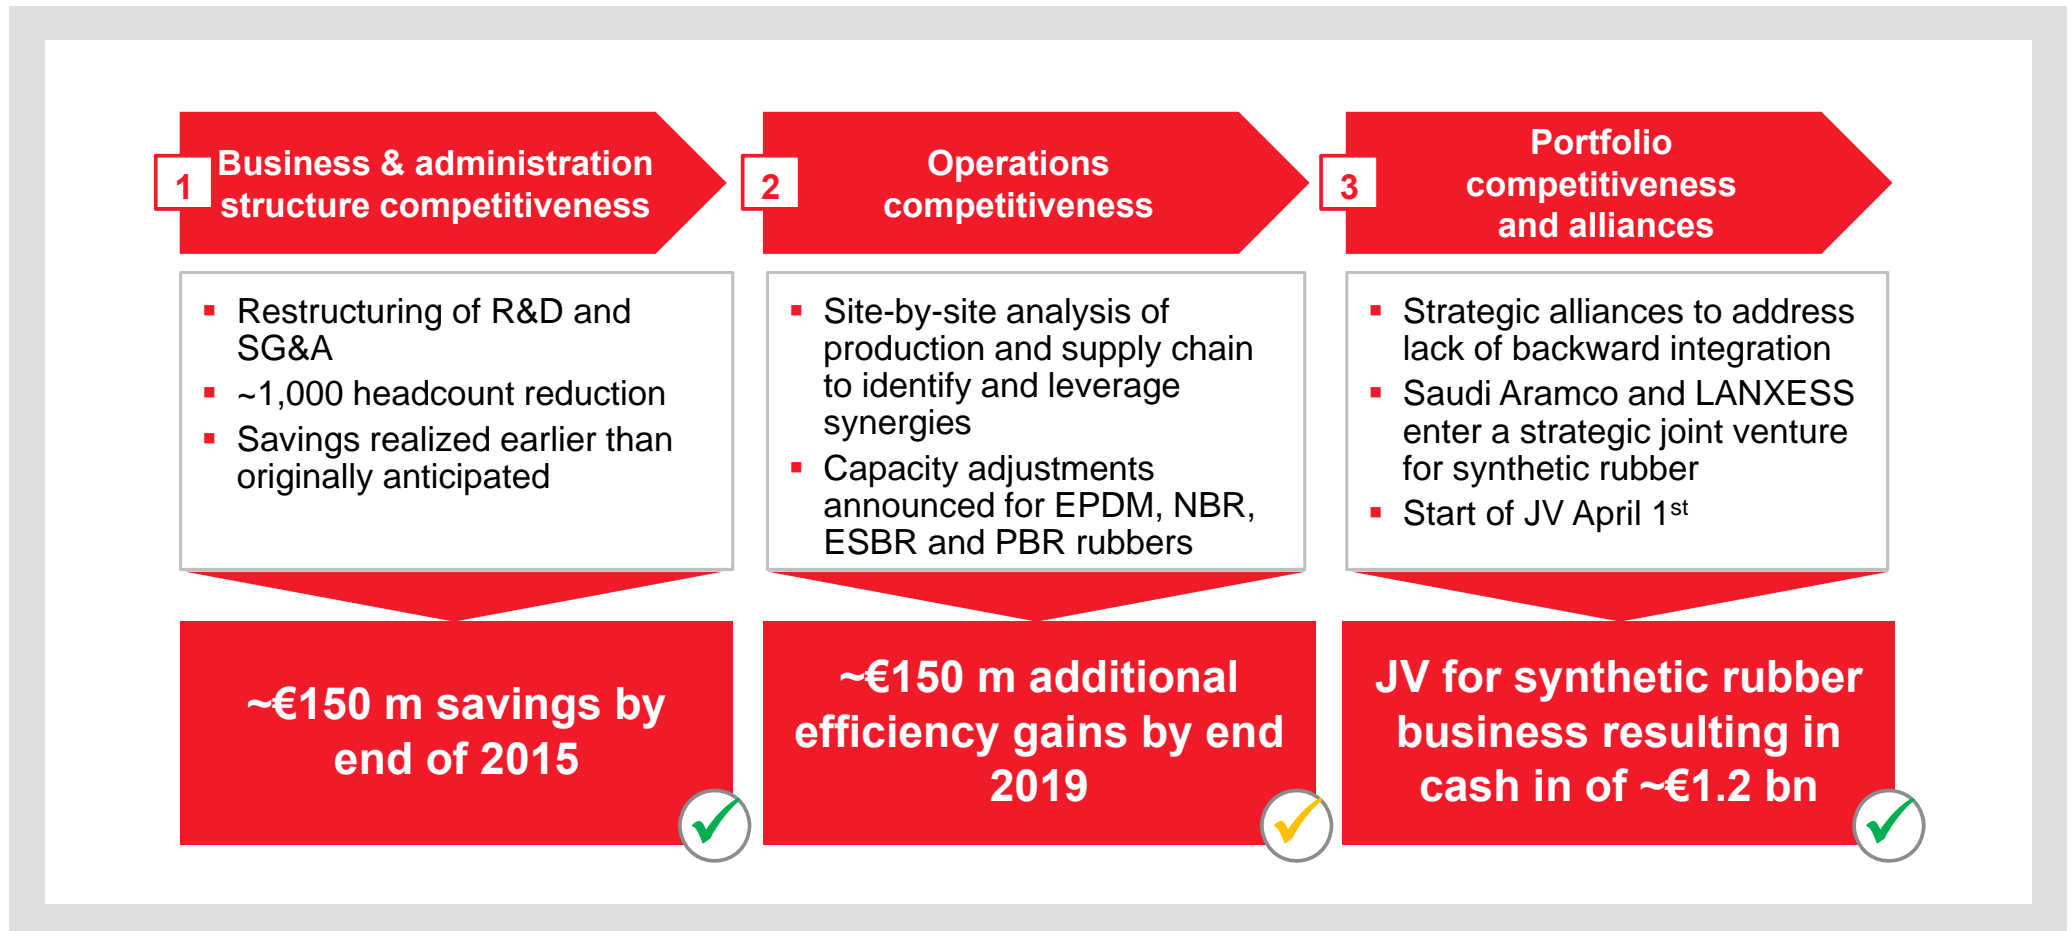 1
Business & administration
structure competitiveness
▪ Restructuring of R&D and
SG&A
▪ ~1,000 headcount reduction
▪ Savings realized earlier than
originally anticipated
~€150 m savings by
end of 2015
2
Operations
competitiveness
▪ Site-by-site analysis of
production and supply chain
to identify and leverage
synergies
▪ Capacity adjustments
announced for EPDM, NBR,
ESBR and PBR rubbers
~€150 m additional
efficiency gains by end
2019
3
Portfolio
competitiveness
and alliances
▪ Strategic alliances to address
lack of backward integration
▪ Saudi Aramco and LANXESS
enter a strategic joint venture
for synthetic rubber
▪ Start of JV April 1st
JV for synthetic rubber
business resulting in
cash in of ~€1.2 bn